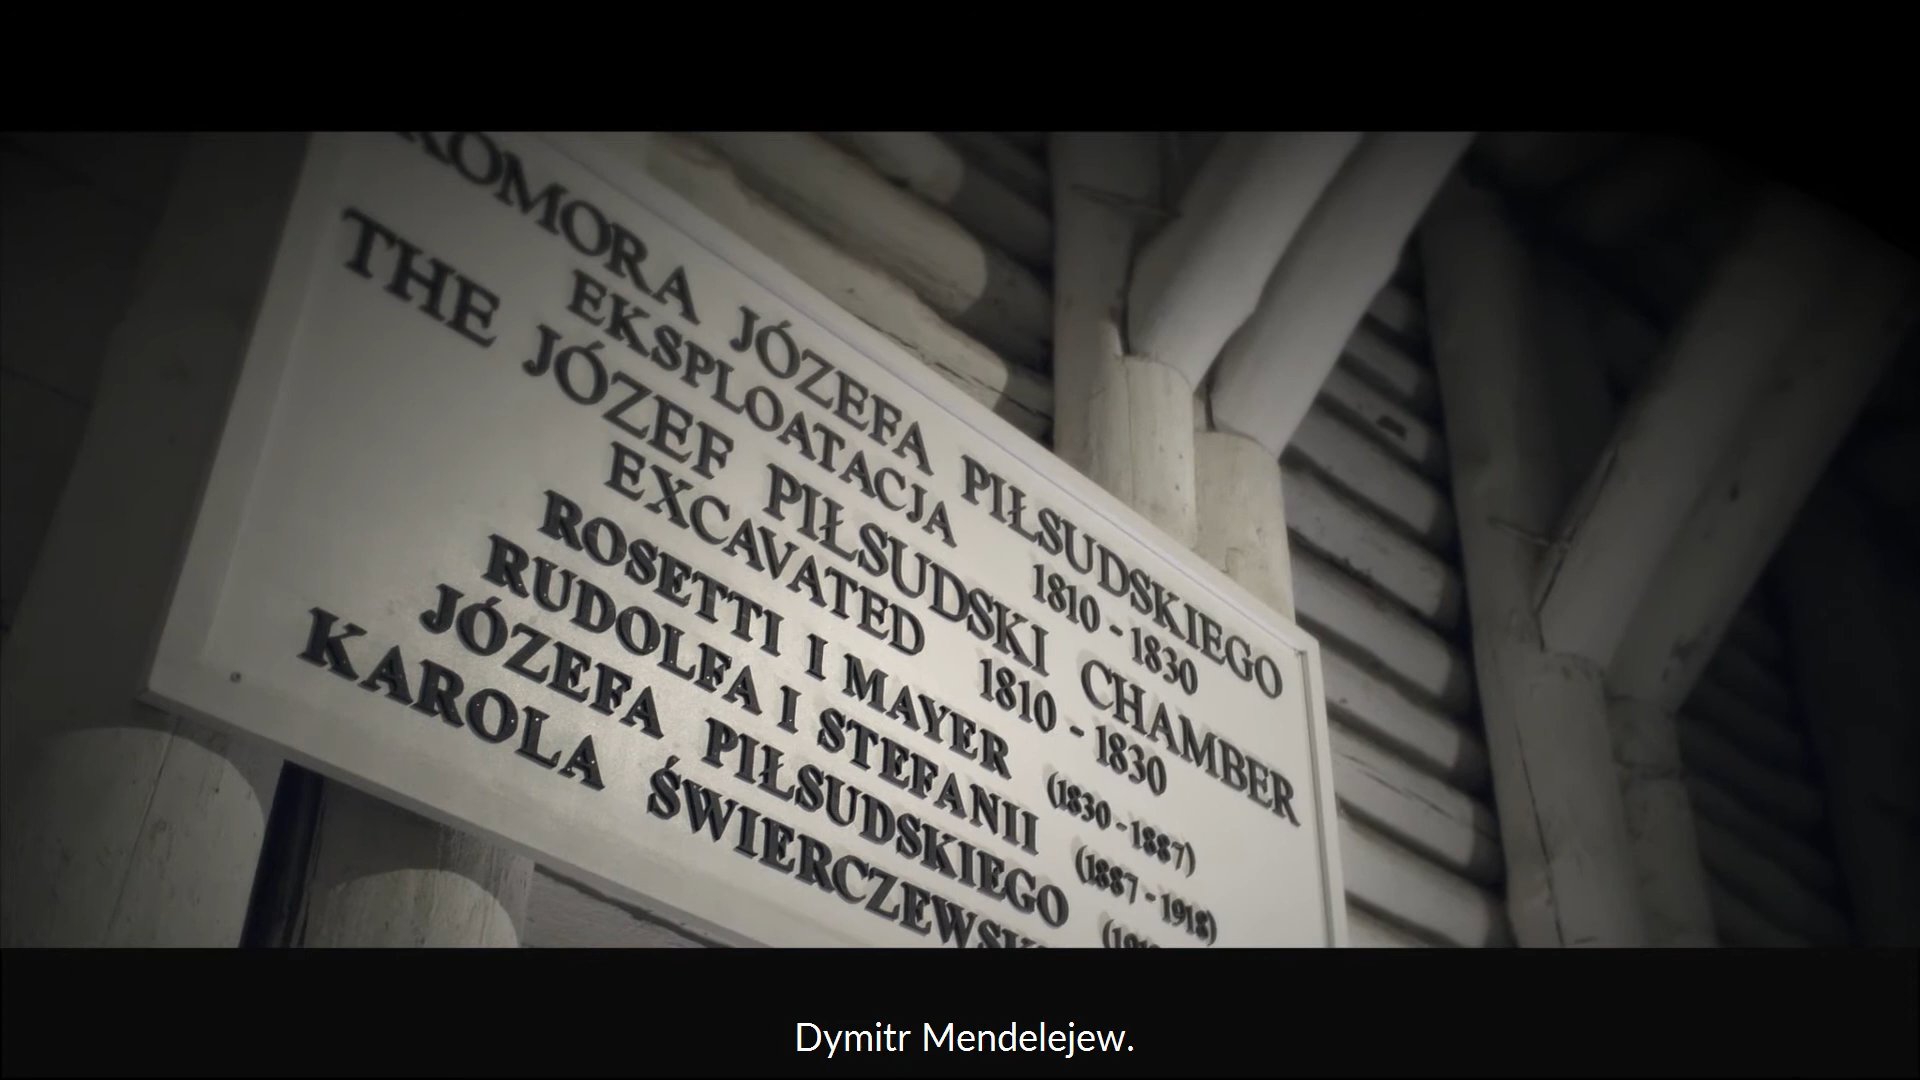 KOMORA JÓZEFA PIŁSUDSKIEGO
EKSPLOATACJA 1810 - 1830
THE JÓZEF PIŁSUDSKI CHAMBER
EXCAVATED 1810 - 1830
ROSETTI I MAYER (1830 - 1887)
RUDOLFA I STEFANII (1887 - 1918)
JÓZEFA PIŁSUDSKIEGO
KAROLA
Dymitr Mendelejew.